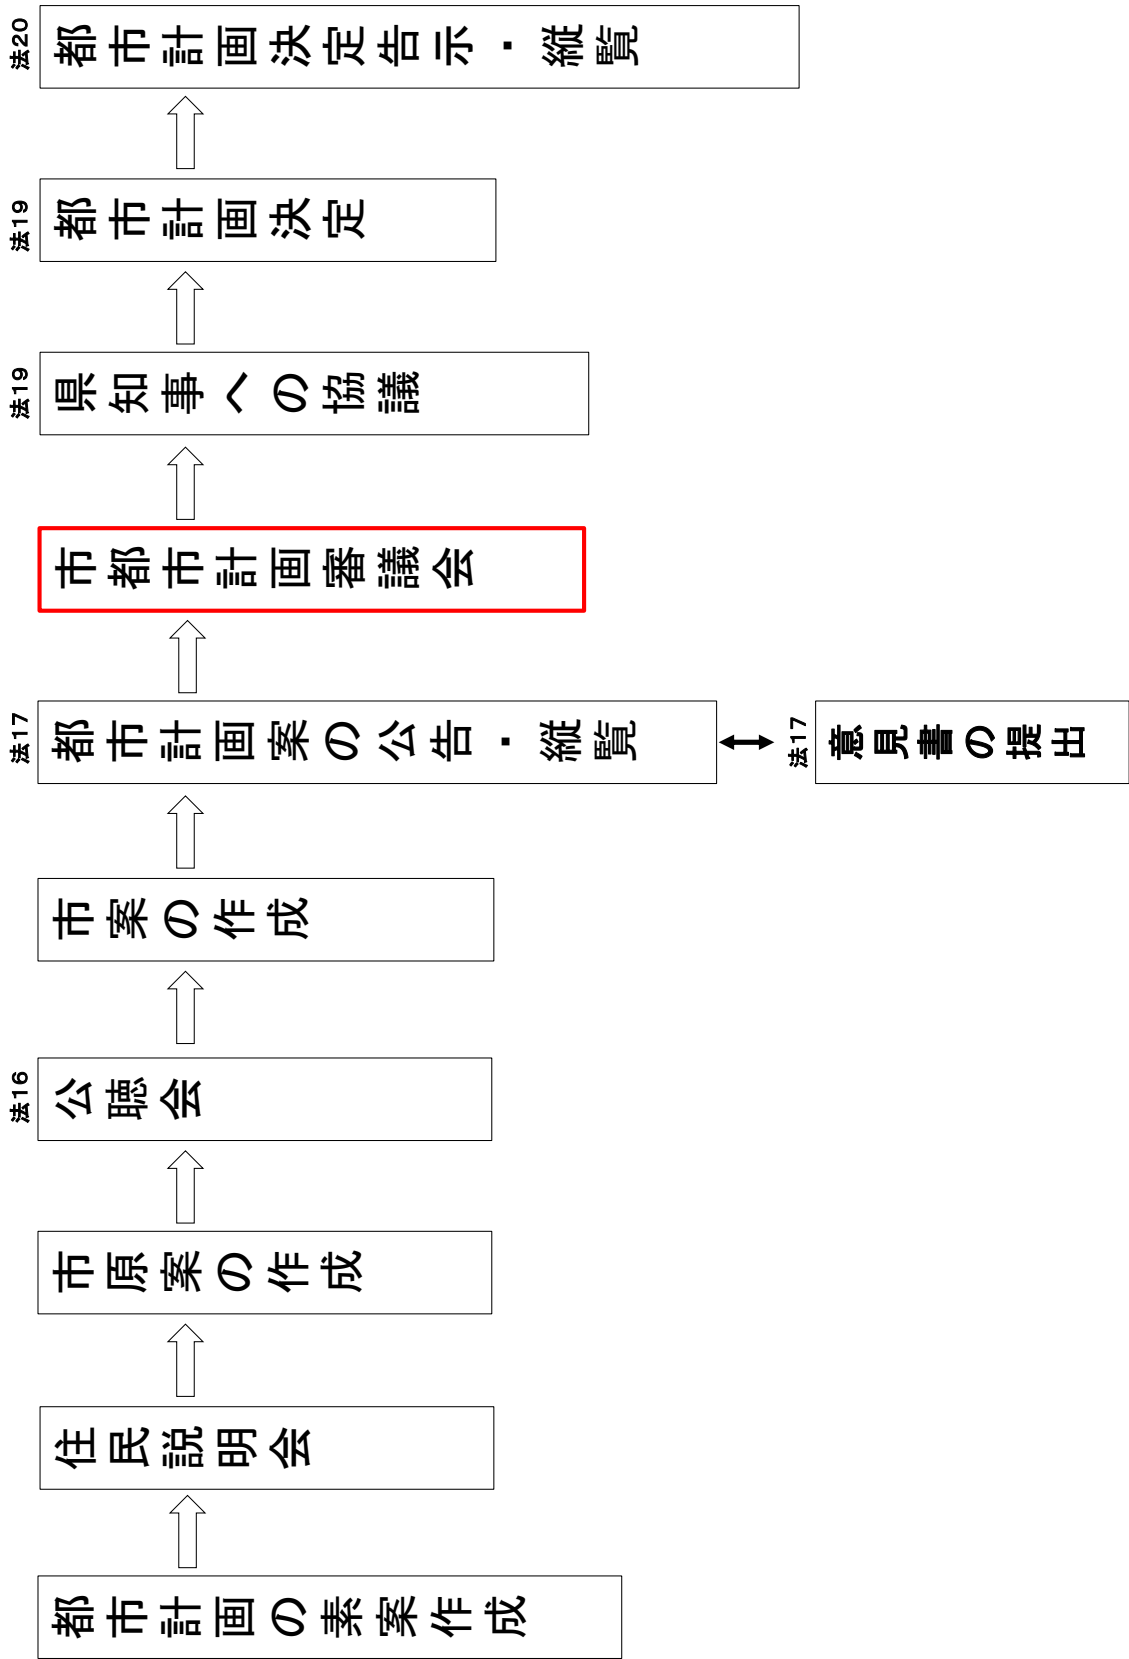 都市計画の素案作成
住民説明会
市原案の作成
法16
公聴会
市案の作成
法17
都市計画案の公告・縦覧
法17
意見書の提出
市都市計画審議会
法19
県知事への協議
法19
都市計画決定
法20
都市計画決定告示・縦覧